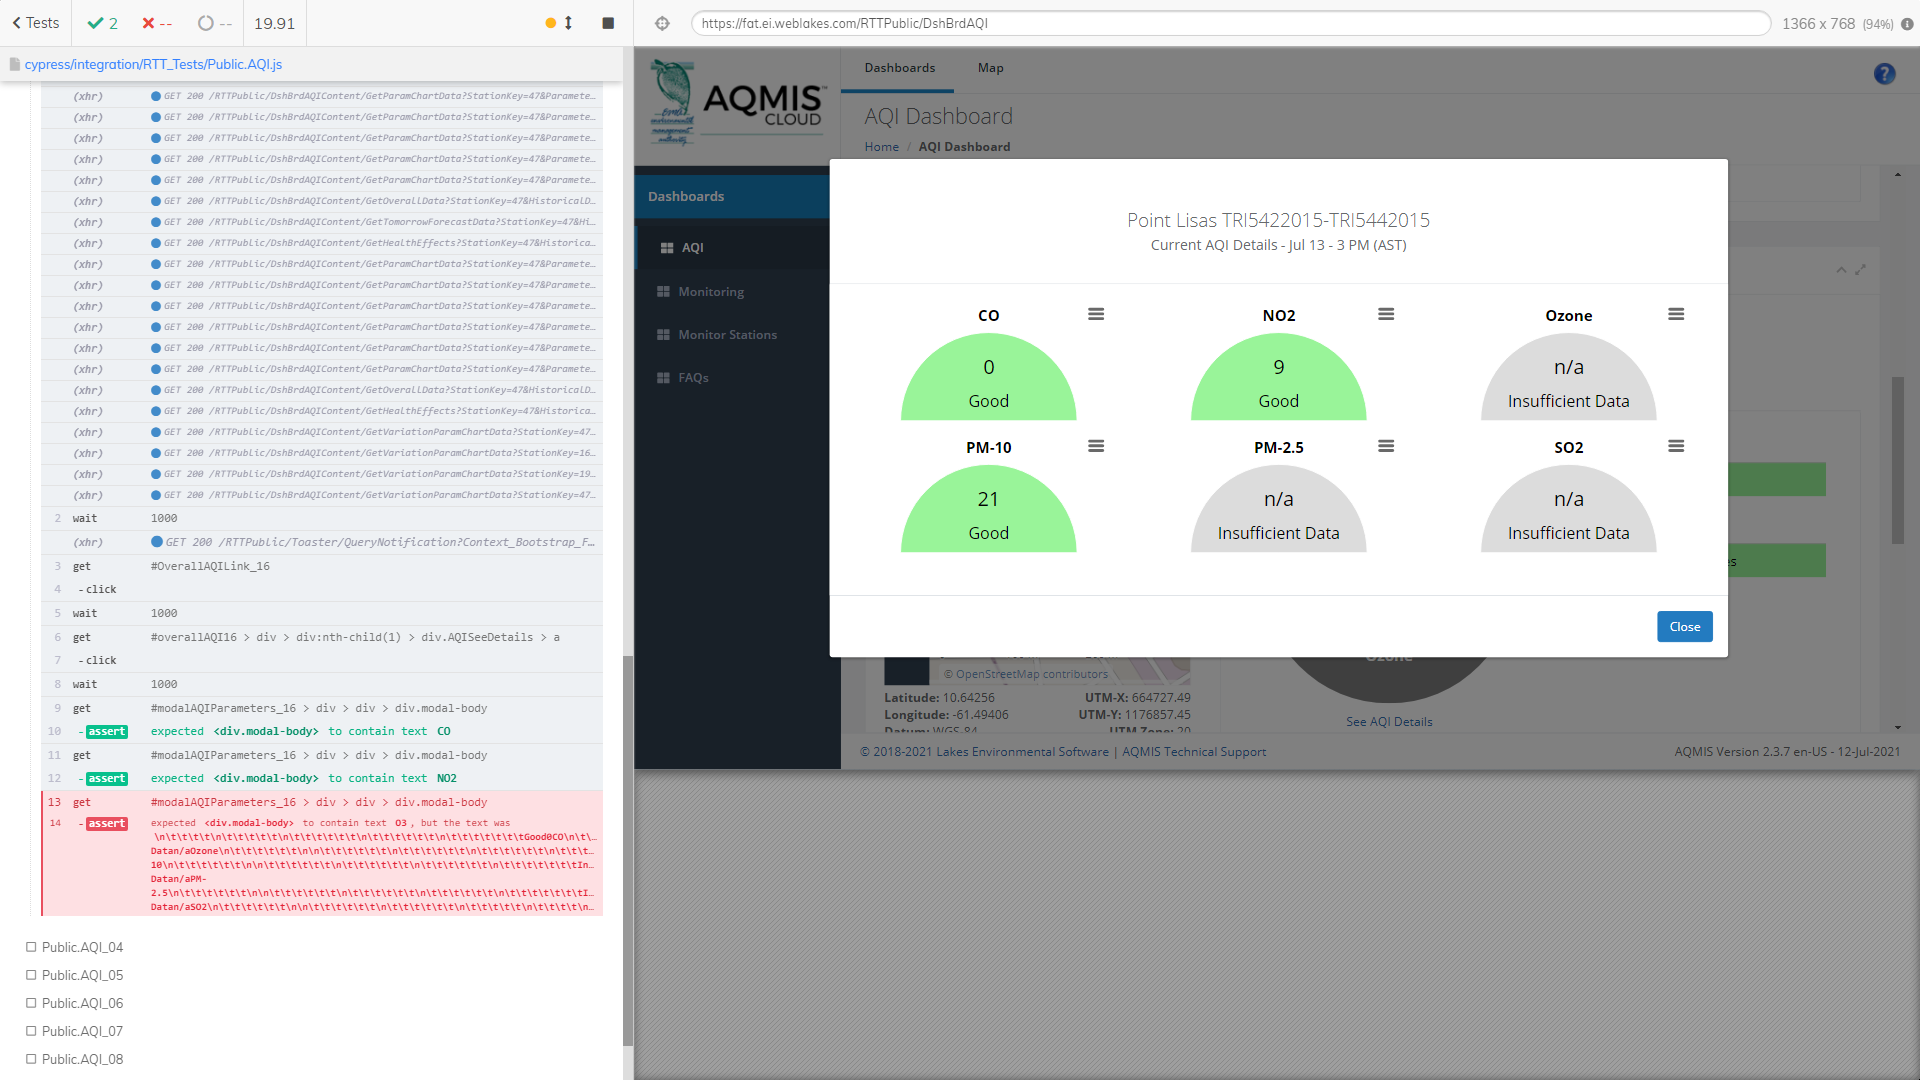 Tests
2
--
--
19.91
https://fat.ei.weblakes.com/RTTPublic/DshBrdAQI
1366 x 768 (94%)
cypress/integration/RTT_Tests/Public.AQI.js
(xhr) GET 200 /RTTPublic/DshBrdAQIContent/GetParamChartData?StationKey=47&Paramete…
(xhr) GET 200 /RTTPublic/DshBrdAQIContent/GetParamChartData?StationKey=47&Paramete…
(xhr) GET 200 /RTTPublic/DshBrdAQIContent/GetParamChartData?StationKey=47&Paramete…
(xhr) GET 200 /RTTPublic/DshBrdAQIContent/GetParamChartData?StationKey=47&Paramete…
(xhr) GET 200 /RTTPublic/DshBrdAQIContent/GetParamChartData?StationKey=47&Paramete…
(xhr) GET 200 /RTTPublic/DshBrdAQIContent/GetOverallData?StationKey=47&HistoricalD…
(xhr) GET 200 /RTTPublic/DshBrdAQIContent/GetTomorrowForecastData?StationKey=47&Hi…
(xhr) GET 200 /RTTPublic/DshBrdAQIContent/GetHealthEffects?StationKey=47&Historica…
(xhr) GET 200 /RTTPublic/DshBrdAQIContent/GetParamChartData?StationKey=47&Paramete…
(xhr) GET 200 /RTTPublic/DshBrdAQIContent/GetParamChartData?StationKey=47&Paramete…
(xhr) GET 200 /RTTPublic/DshBrdAQIContent/GetParamChartData?StationKey=47&Paramete…
(xhr) GET 200 /RTTPublic/DshBrdAQIContent/GetParamChartData?StationKey=47&Paramete…
(xhr) GET 200 /RTTPublic/DshBrdAQIContent/GetParamChartData?StationKey=47&Paramete…
(xhr) GET 200 /RTTPublic/DshBrdAQIContent/GetParamChartData?StationKey=47&Paramete…
(xhr) GET 200 /RTTPublic/DshBrdAQIContent/GetOverallData?StationKey=47&HistoricalD…
(xhr) GET 200 /RTTPublic/DshBrdAQIContent/GetHealthEffects?StationKey=47&Historica…
(xhr) GET 200 /RTTPublic/DshBrdAQIContent/GetVariationParamChartData?StationKey=47…
(xhr) GET 200 /RTTPublic/DshBrdAQIContent/GetVariationParamChartData?StationKey=16…
(xhr) GET 200 /RTTPublic/DshBrdAQIContent/GetVariationParamChartData?StationKey=19…
(xhr) GET 200 /RTTPublic/DshBrdAQIContent/GetVariationParamChartData?StationKey=47…
2 wait 1000
(xhr) GET 200 /RTTPublic/Toaster/QueryNotification?Context_Bootstrap_F…
3 get #OverallAQILink_16
4 -click
5 wait 1000
6 get #overallAQI16 > div > div:nth-child(1) > div.AQISeeDetails > a
7 -click
8 wait 1000
9 get #modalAQIParameters_16 > div > div > div.modal-body
10 -assert expected <div.modal-body> to contain text CO
11 get #modalAQIParameters_16 > div > div > div.modal-body
12 -assert expected <div.modal-body> to contain text NO2
13 get #modalAQIParameters_16 > div > div > div.modal-body
14 -assert expected <div.modal-body> to contain text O3, but the text was
Public.AQI_04
Public.AQI_05
Public.AQI_06
Public.AQI_07
Public.AQI_08
AQMIS
CLOUD
Dashboards
Map
?
AQI Dashboard
Home / AQI Dashboard
Dashboards
AQI
Monitoring
Monitor Stations
FAQs
Point Lisas TRI5422015-TRI5442015
Current AQI Details - Jul 13 - 3 PM (AST)
CO
0
Good
NO2
9
Good
Ozone
n/a
Insufficient Data
PM-10
21
Good
PM-2.5
n/a
Insufficient Data
SO2
n/a
Insufficient Data
Close
© OpenStreetMap contributors
Latitude: 10.64256
UTM-X: 664727.49
Longitude: -61.49406
UTM-Y: 1176857.45
Datum: WGS-84
UTM Zone: 20
Ozone
See AQI Details
© 2018-2021 Lakes Environmental Software | AQMIS Technical Support
AQMIS Version 2.3.7 en-US - 12-Jul-2021